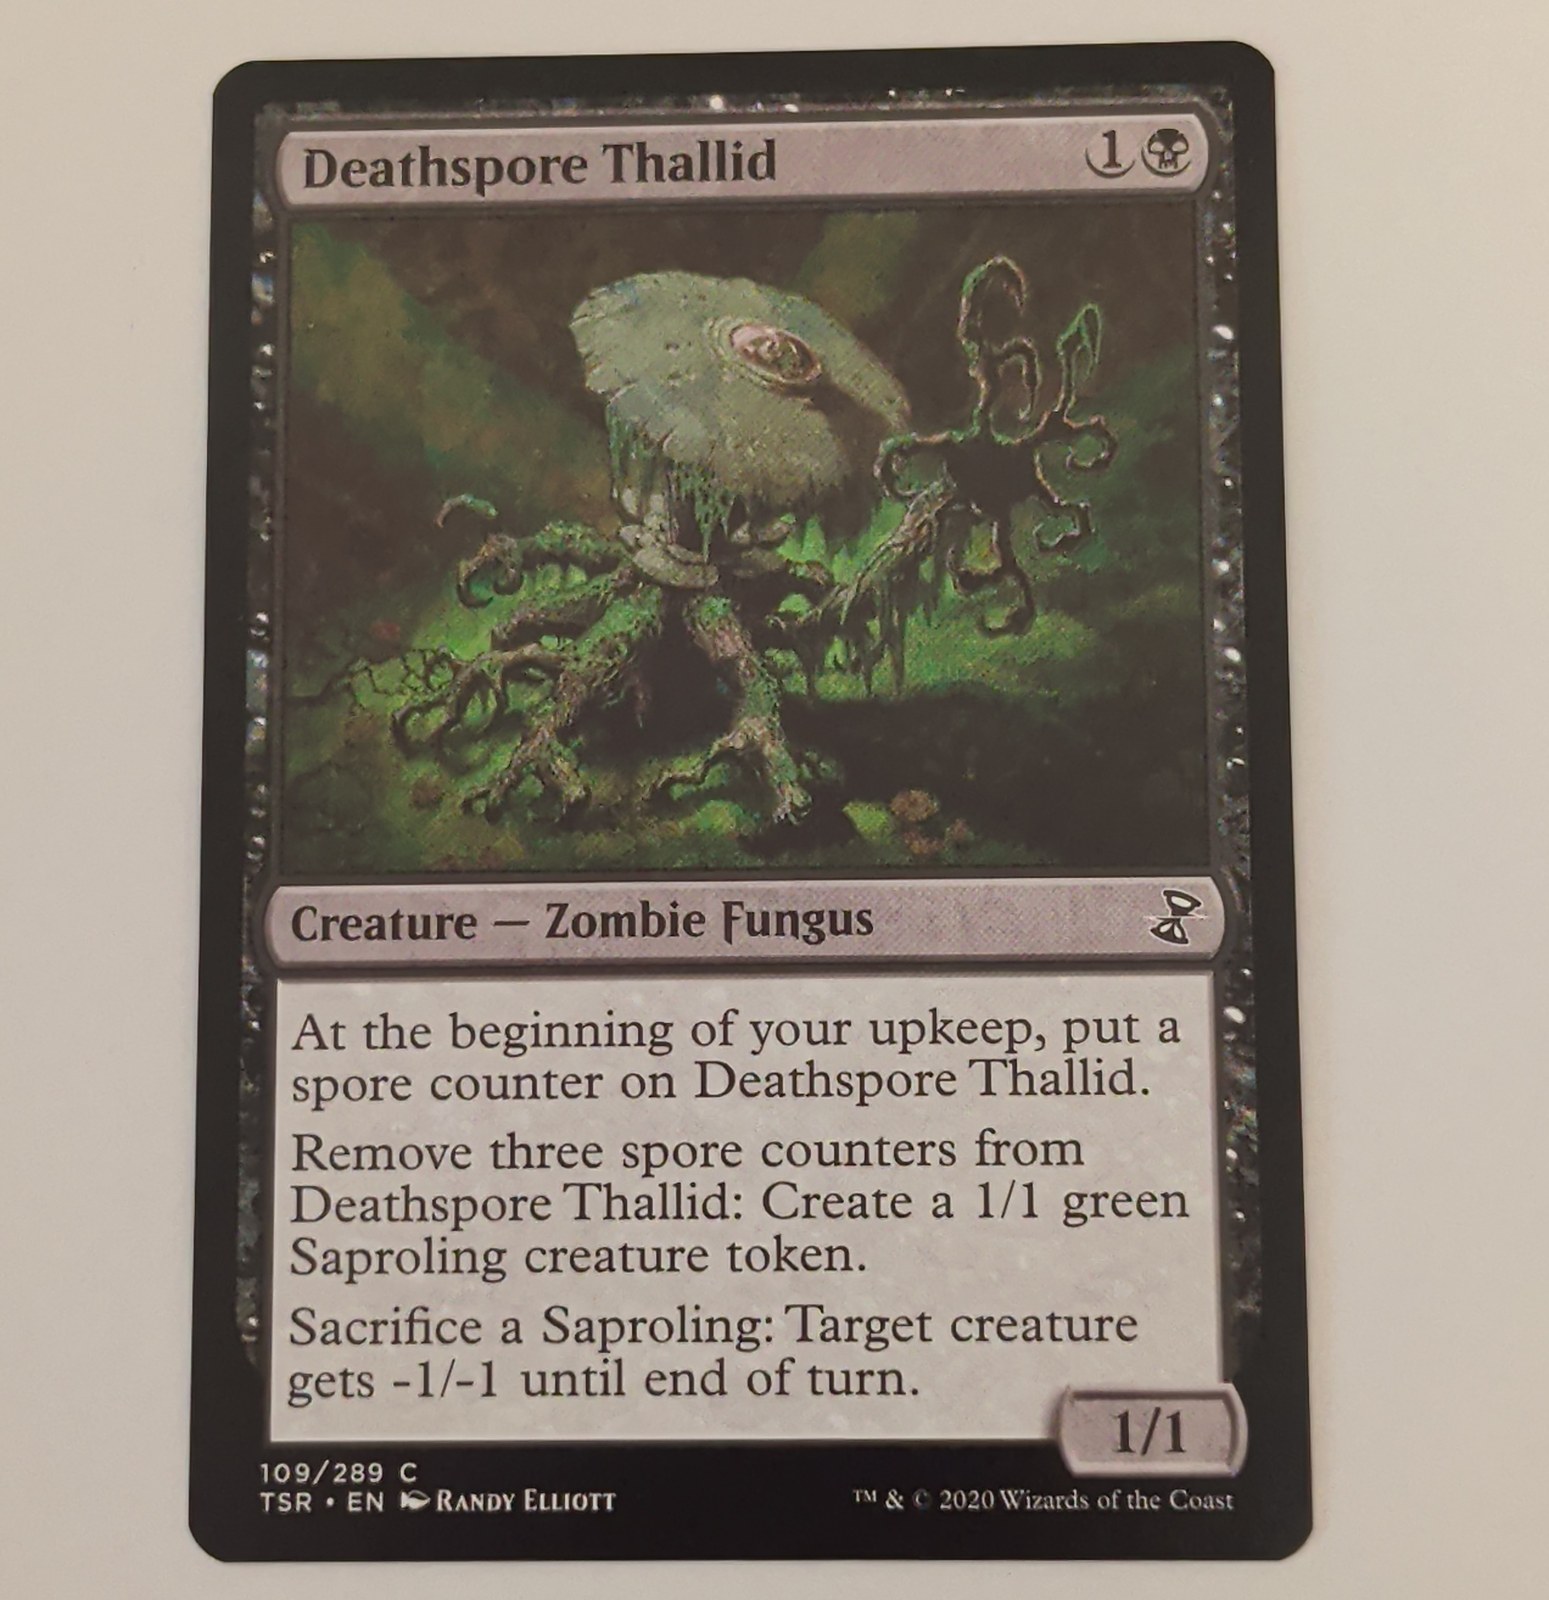 Deathspore Thallid 1
Creature — Zombie Fungus
At the beginning of your upkeep, put a
spore counter on Deathspore Thallid.
Remove three spore counters from
Deathspore Thallid: Create a 1/1 green
Saproling creature token.
Sacrifice a Saproling: Target creature
gets -1/-1 until end of turn.
1/1
109/289 C
TSR • EN RANDY ELLIOTT
™ & © 2020 Wizards of the Coast